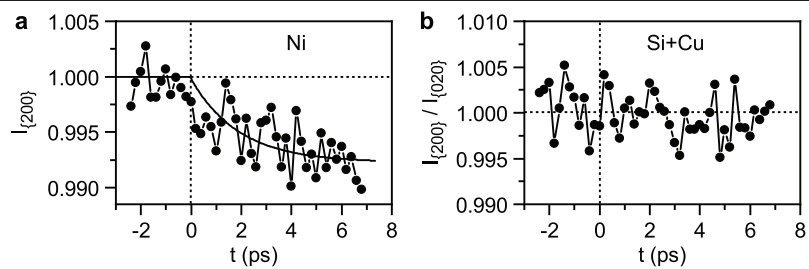 a
Ni
1.005
1.000
0.995
0.990
I{200}
-2 0 2 4 6 8
t (ps)
b
Si+Cu
1.010
1.005
1.000
0.995
0.990
I{200} / I{020}
-2 0 2 4 6 8
t (ps)